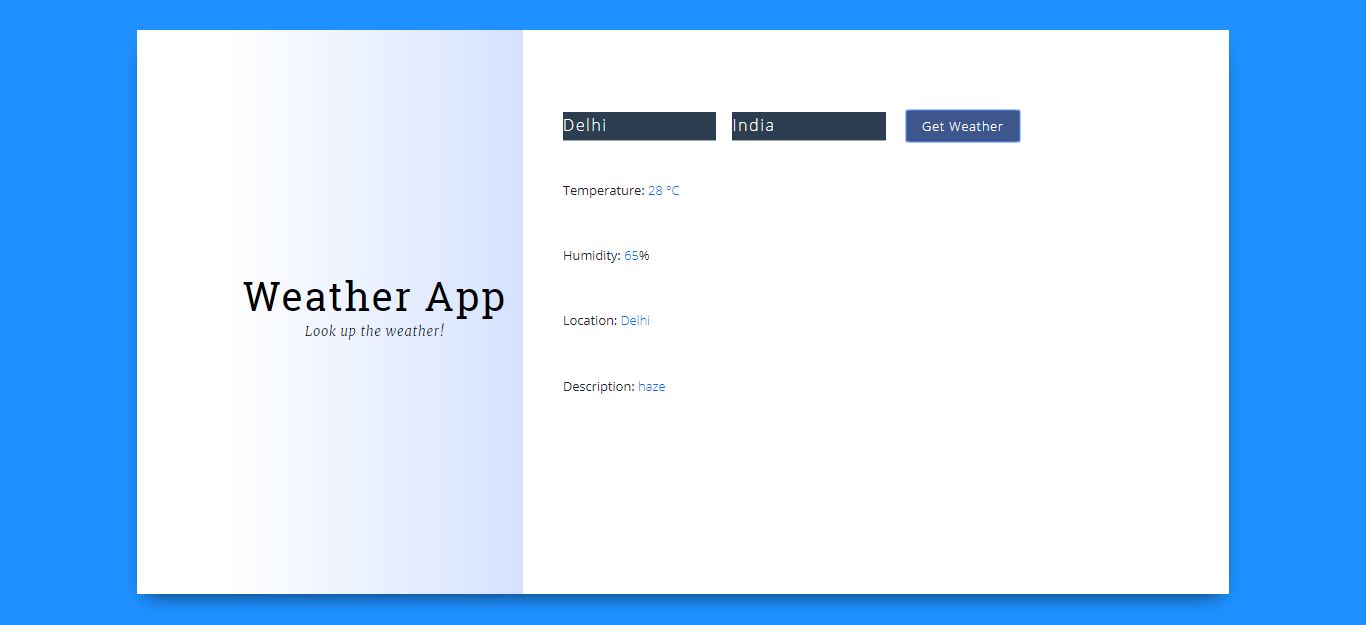 Weather App
Look up the weather!
Delhi
India
Get Weather
Temperature: 28 °C
Humidity: 65%
Location: Delhi
Description: haze